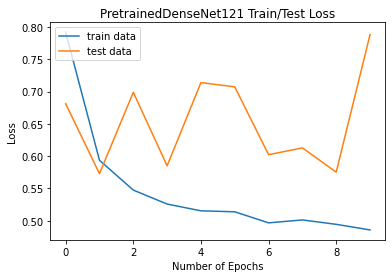 PretrainedDenseNet121 Train/Test Loss
train data
test data
0.80
0.75
0.70
0.65
0.60
0.55
0.50
Loss
0 2 4 6 8
Number of Epochs